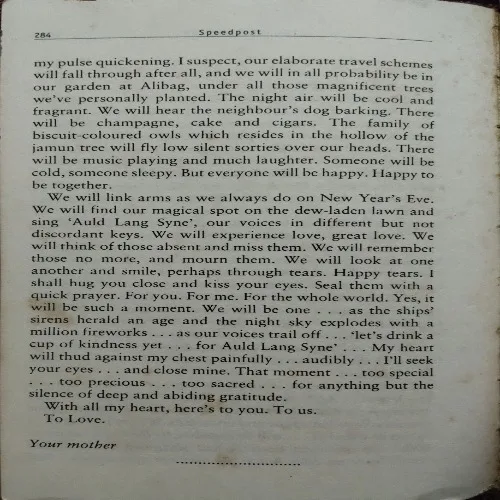 284
Speedpost
my pulse quickening. I suspect, our elaborate travel schemes
will fall through after all, and we will in all probability be in
our garden at Alibag, under all those magnificent trees
we've personally planted. The night air will be cool and
fragrant. We will hear the neighbour's dog barking. There
will be champagne, cake and cigars. The family of
biscuit-coloured owls which resides in the hollow of the
jamun tree will fly low silent sorties over our heads. There
will be music playing and much laughter. Someone will be
cold, someone sleepy. But everyone will be happy. Happy to
be together.
We will link arms as we always do on New Year's Eve.
We will find our magical spot on the dew-laden lawn and
sing 'Auld Lang Syne', our voices in different but not
discordant keys. We will experience love, great love. We
will think of those absent and miss them. We will remember
those no more, and mourn them. We will look at one
another and smile, perhaps through tears. Happy tears. I
shall hug you close and kiss your eyes. Seal them with a
quick prayer. For you. For me. For the whole world. Yes, it
will be such a moment. We will be one . . . as the ships'
sirens herald an age and the night sky explodes with a
million fireworks . . . as our voices trail off . . . 'let's drink a
cup of kindness yet . . . for Auld Lang Syne' . . . My heart
will thud against my chest painfully . . . audibly . . . I'll seek
your eyes . . . and close mine. That moment . . . too special
. . . too precious . . . too sacred . . . for anything but the
silence of deep and abiding gratitude.
With all my heart, here's to you. To us.
To Love.
Your mother